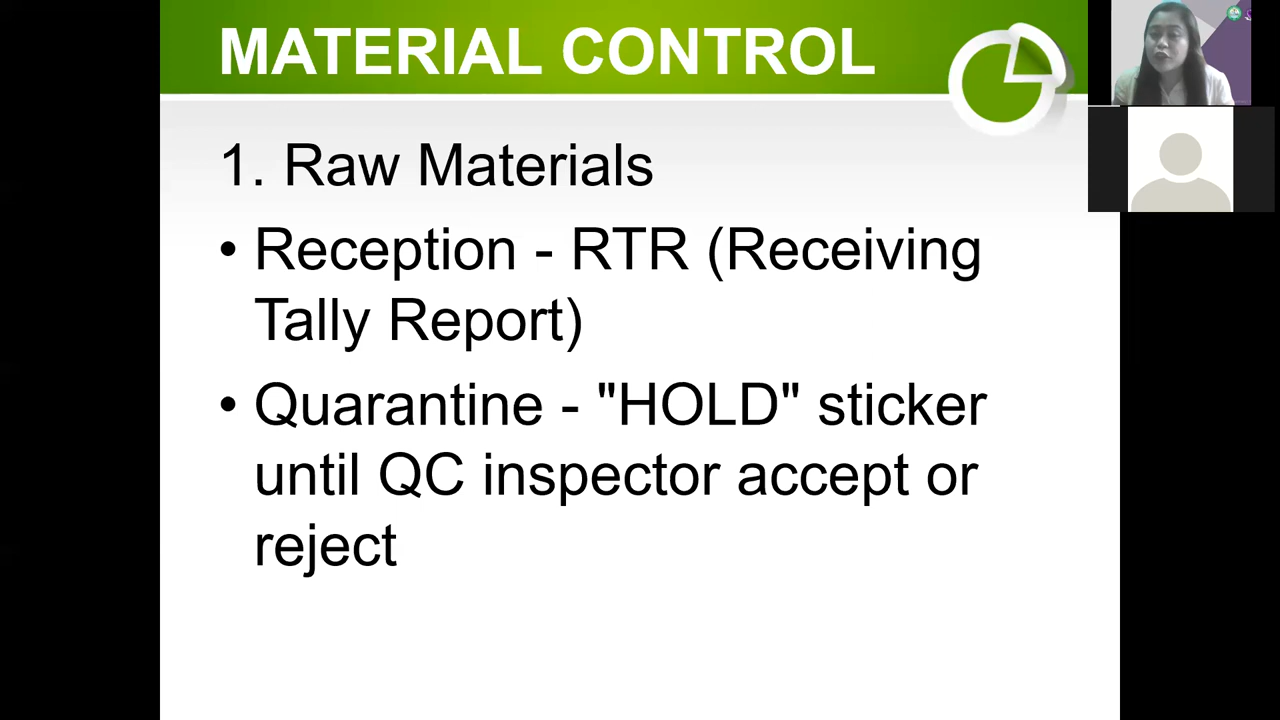 MATERIAL CONTROL
1. Raw Materials
• Reception - RTR (Receiving
Tally Report)
• Quarantine - "HOLD" sticker
until QC inspector accept or
reject